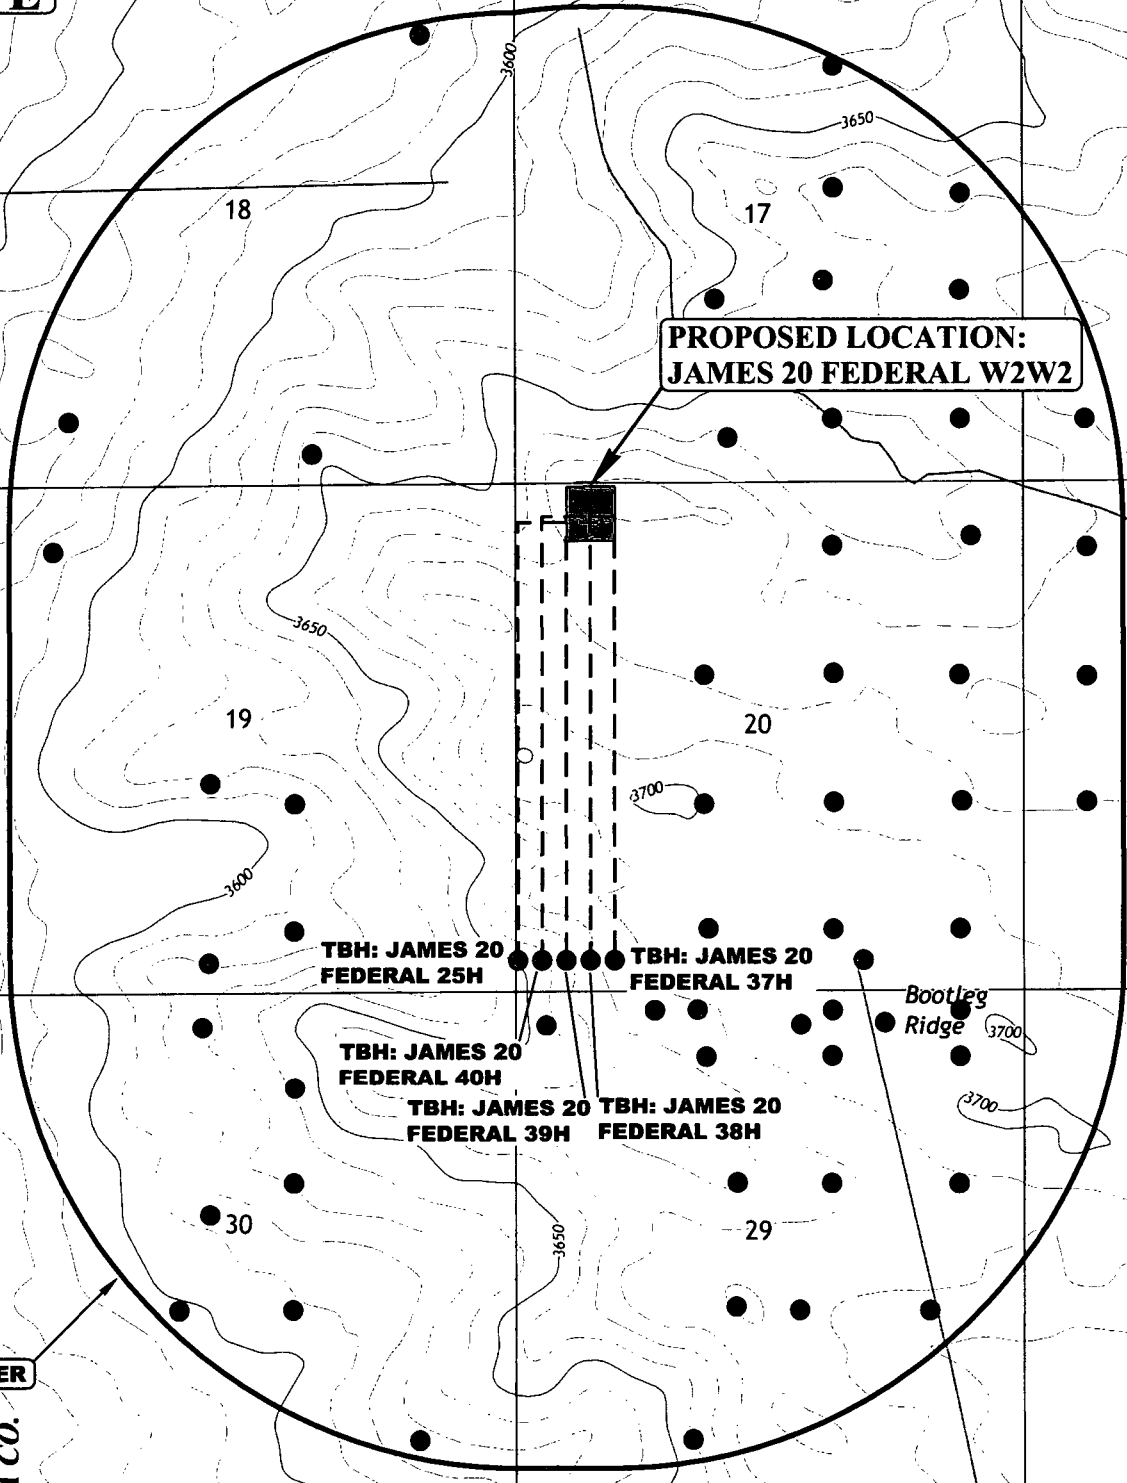 E
3600
3650
18
17
PROPOSED LOCATION:
JAMES 20 FEDERAL W2W2
3650
19
20
3700
3600
TBH: JAMES 20
FEDERAL 25H
TBH: JAMES 20
FEDERAL 37H
Bootleg
Ridge
3700
TBH: JAMES 20
FEDERAL 40H
3700
TBH: JAMES 20
FEDERAL 39H
TBH: JAMES 20
FEDERAL 38H
30
29
3650
ER
CO.